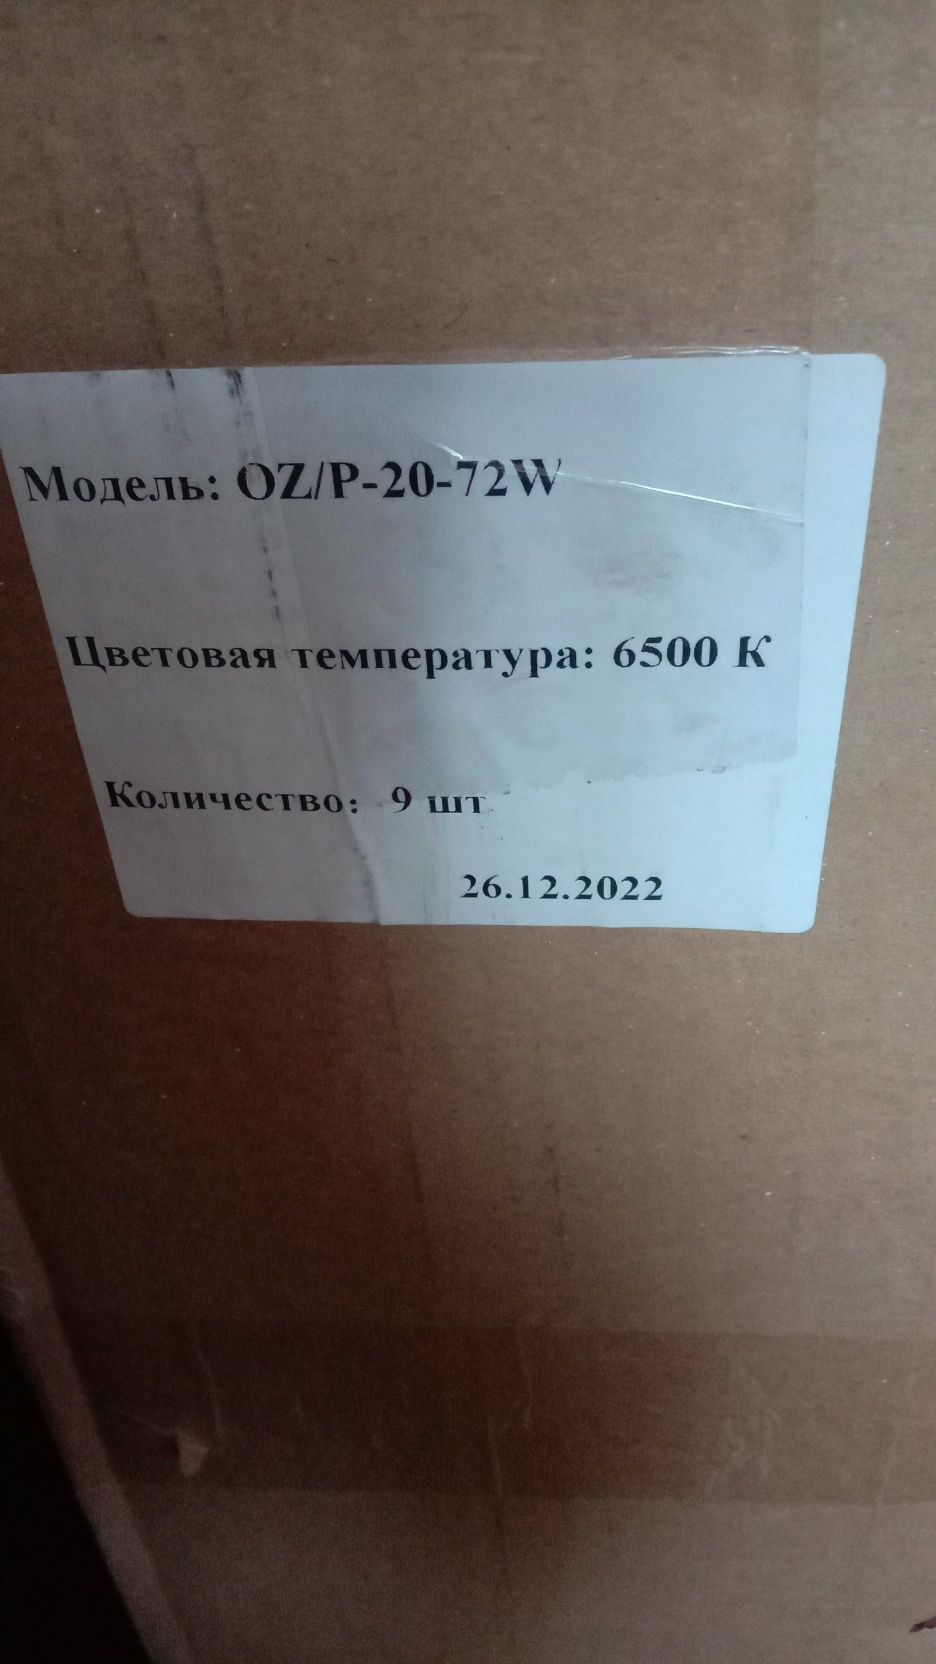 Модель: OZ/P-20-72W
Цветовая температура: 6500 К
Количество: 9 шт
26.12.2022